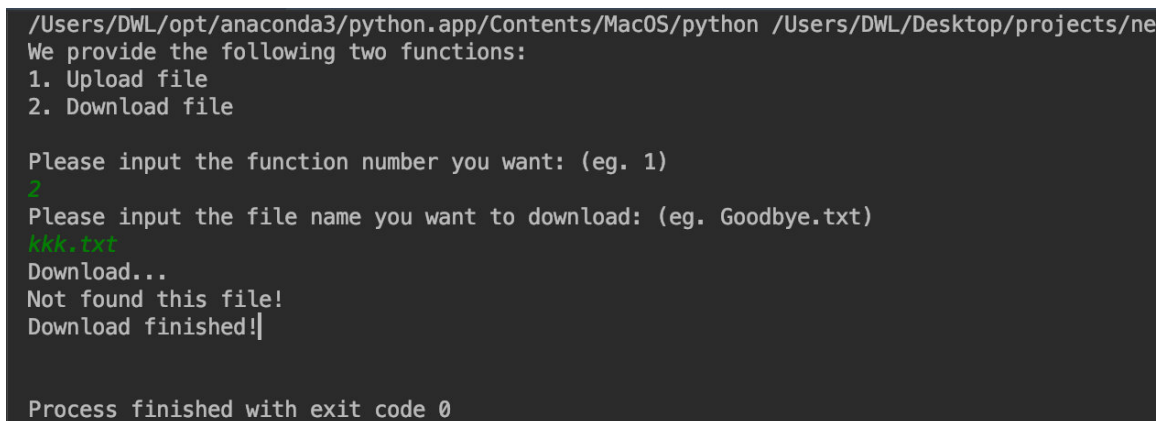 /Users/DWL/opt/anaconda3/python.app/Contents/MacOS/python /Users/DWL/Desktop/projects/ne
We provide the following two functions:
1. Upload file
2. Download file
Please input the function number you want: (eg. 1)
2
Please input the file name you want to download: (eg. Goodbye.txt)
kkk.txt
Download...
Not found this file!
Download finished!
Process finished with exit code 0